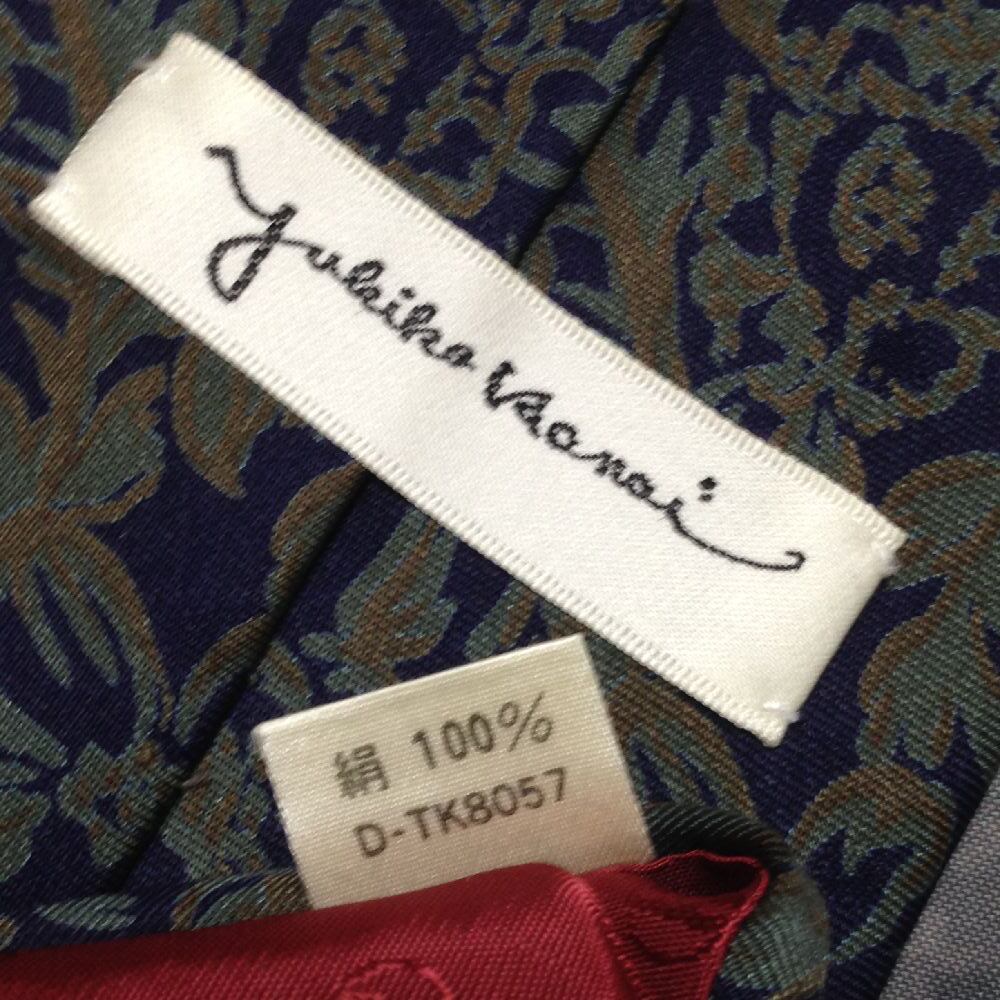 yukiko Hanai
絹 100%
D-TK8057